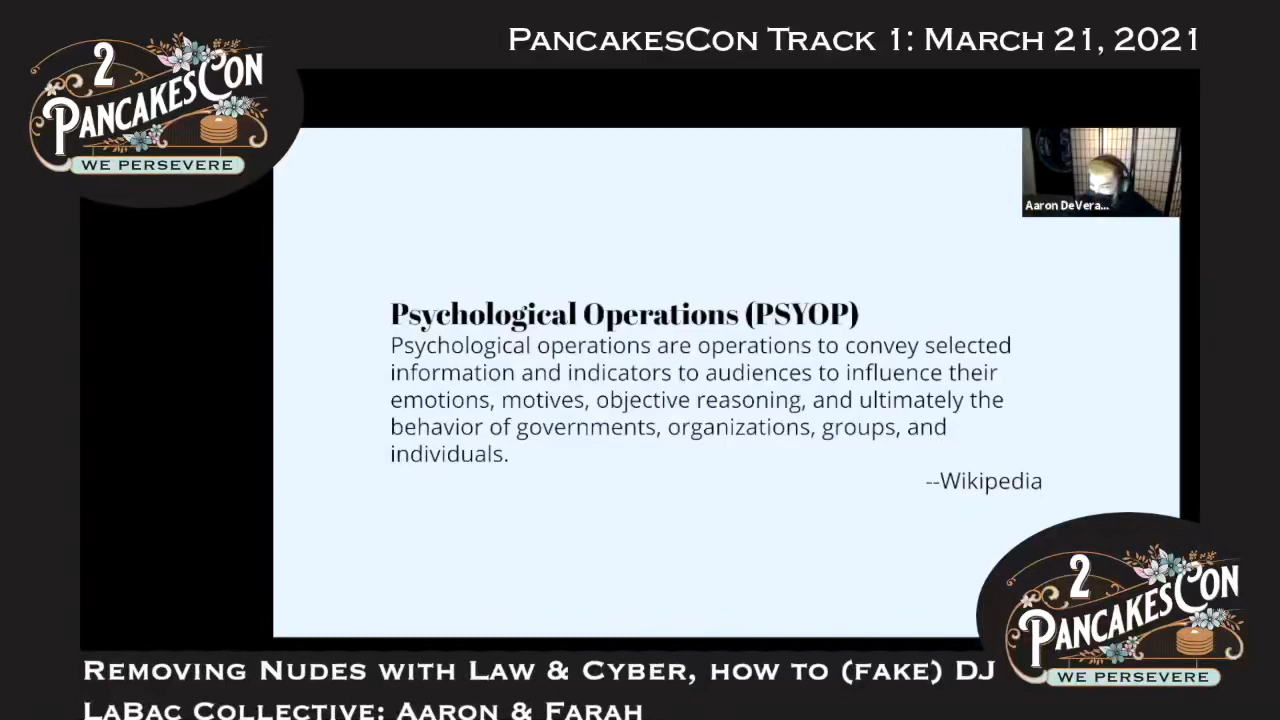 PancakesCon Track 1: March 21, 2021
2
PancakesCon
WE PERSEVERE
Aaron DeVera...
Psychological Operations (PSYOP)
Psychological operations are operations to convey selected
information and indicators to audiences to influence their
emotions, motives, objective reasoning, and ultimately the
behavior of governments, organizations, groups, and
individuals.
--Wikipedia
2
PancakesCon
WE PERSEVERE
Removing Nudes with Law & Cyber, how to (fake) DJ
LaBac Collective: Aaron & Farah